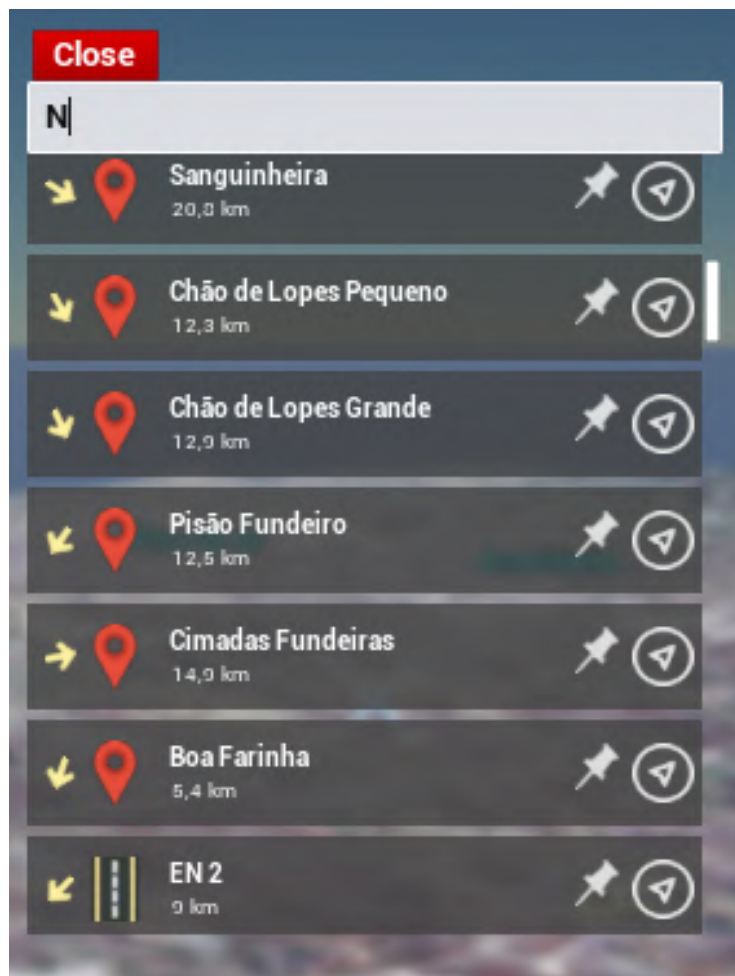 Close
N
Sanguinheira
20,8 km
Chão de Lopes Pequeno
12,3 km
Chão de Lopes Grande
12,9 km
Pisão Fundeiro
12,5 km
Cimadas Fundeiras
14,9 km
Boa Farinha
5,4 km
EN 2
9 km